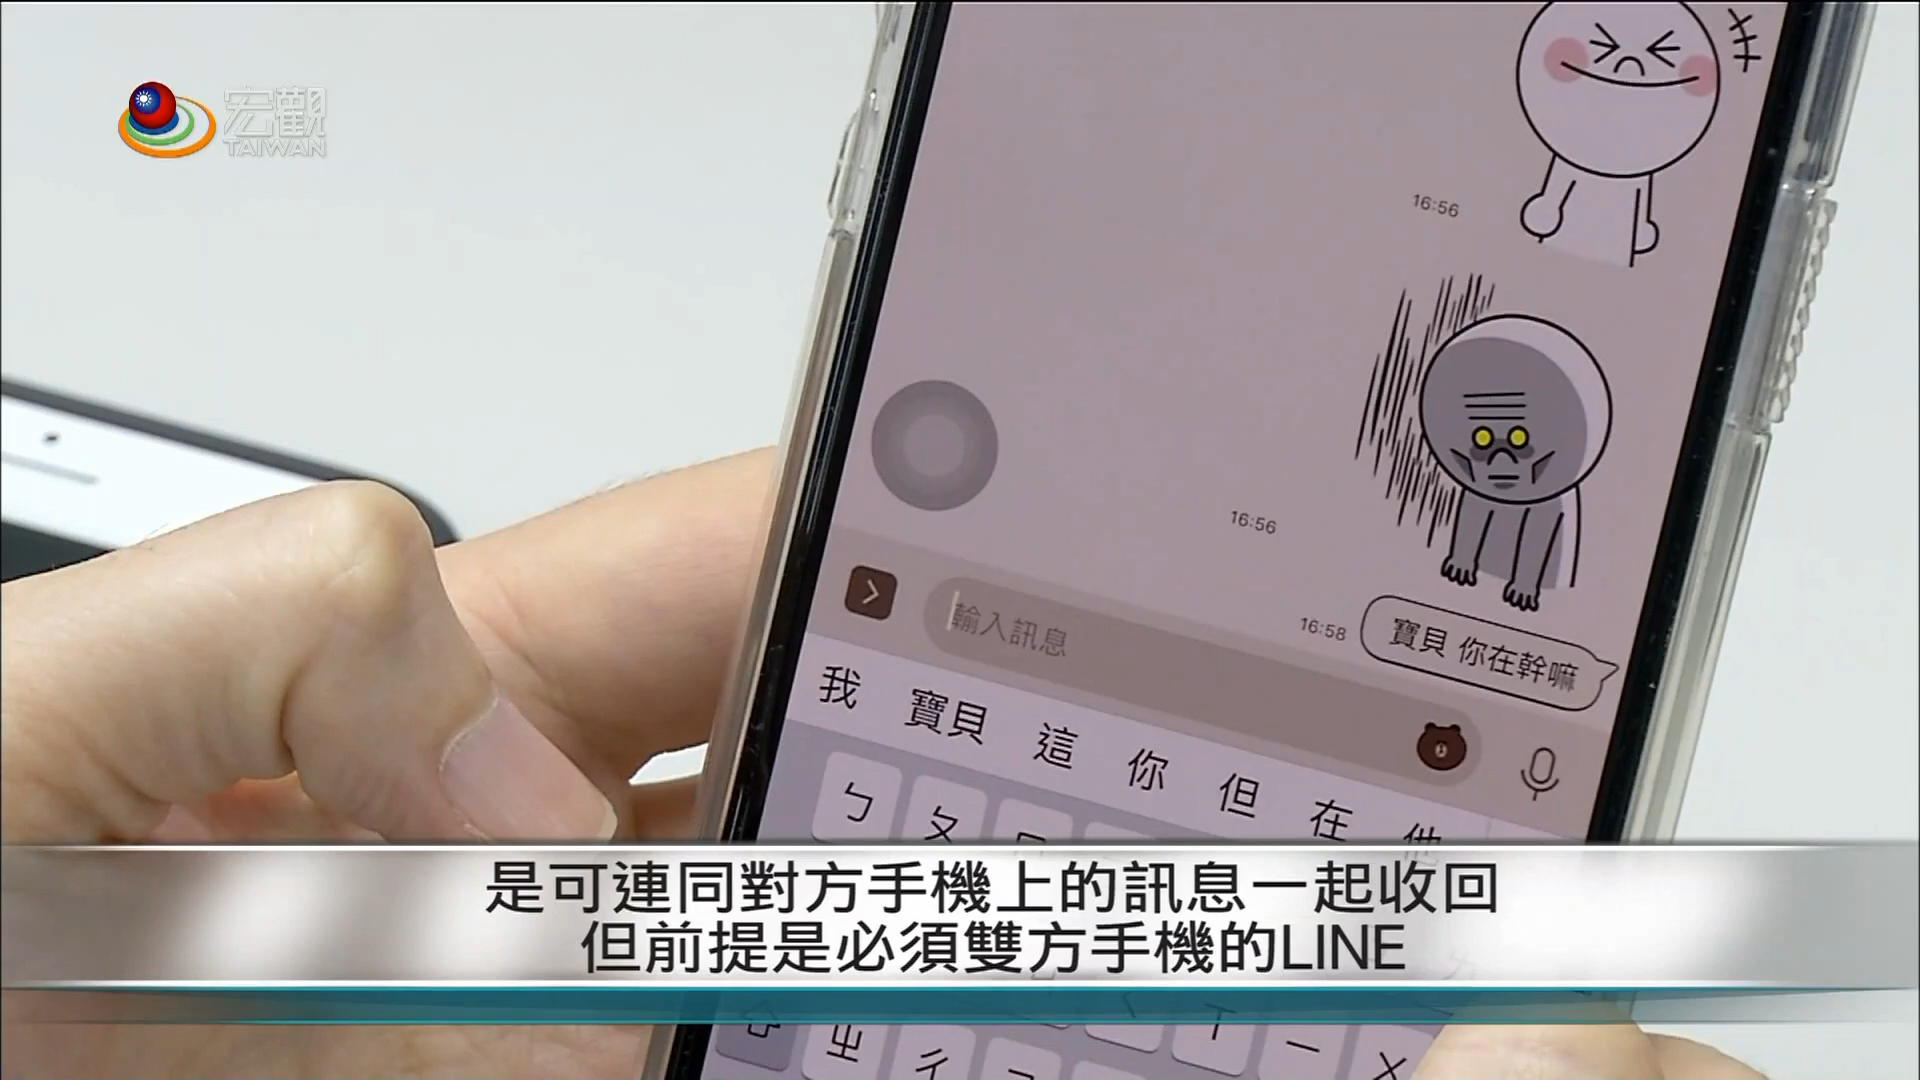 宏觀
TAIWAN
16:56
16:56
16:58
寶貝 你在幹嘛
輸入訊息
我 寶貝 這 你 但 在 他
ㄅ ㄆ ㄇ
是可連同對方手機上的訊息一起收回
但前提是必須雙方手機的LINE
ㄓ ㄔ ㄒ ㄧ ㄨ